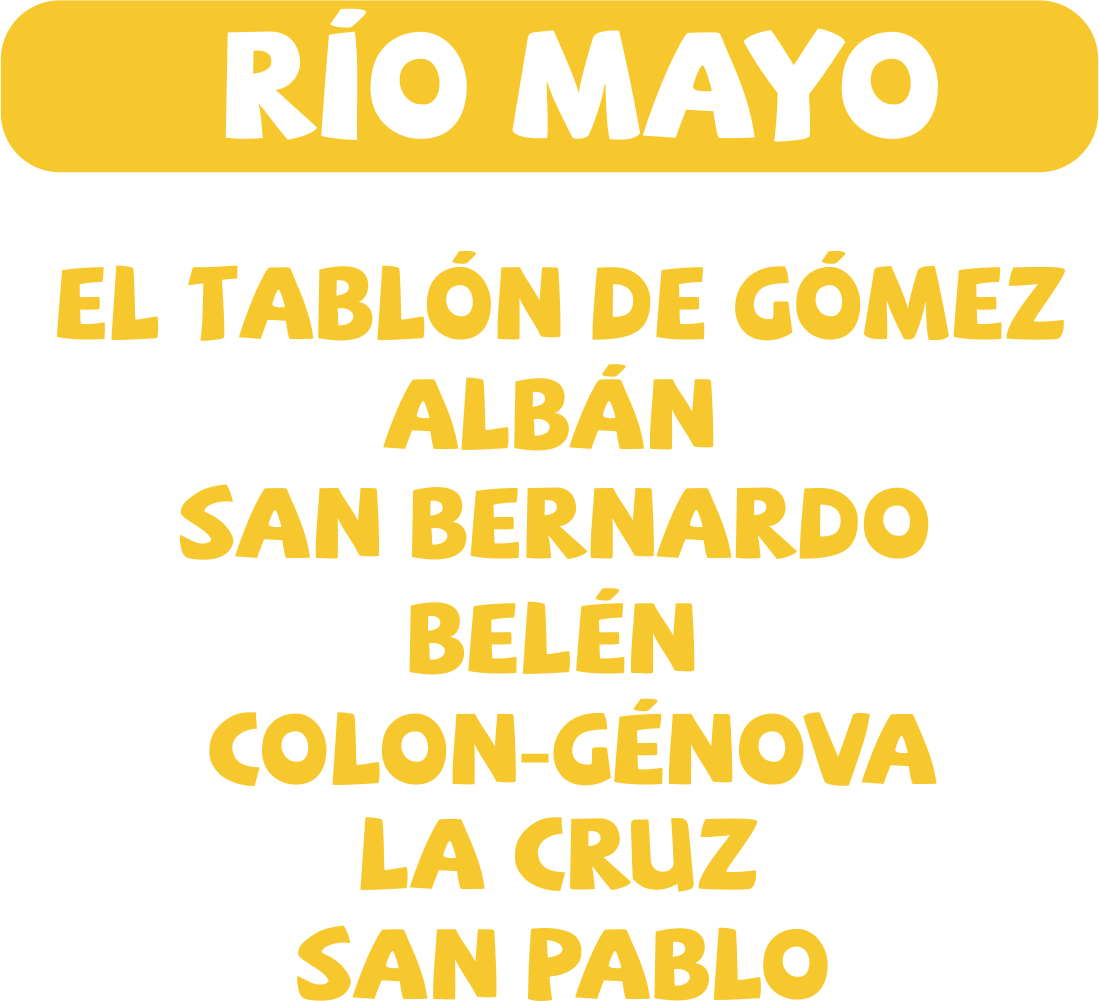 RÍO MAYO
EL TABLÓN DE GÓMEZ
ALBÁN
SAN BERNARDO
BELÉN
COLON-GÉNOVA
LA CRUZ
SAN PABLO